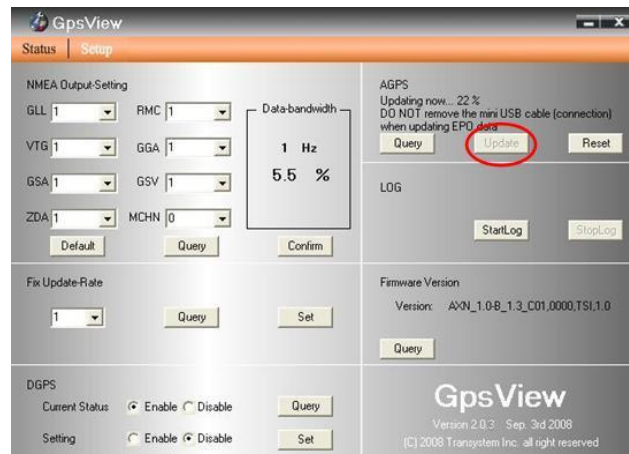 GpsView
Status Setup
NMEA Output-Setting
GLL 1 RMC 1
VTG 1 GGA 1
GSA 1 GSV 1
ZDA 1 MCHN 0
Default Query Confirm
Data-bandwidth
1 Hz
5.5 %
AGPS
Updating now... 22 %
DO NOT remove the mini USB cable (connection)
when updating EPO data
Query Update Reset
LOG
StartLog StopLog
Fix Update-Rate
1 Query Set
Firmware Version
Version: AXN_1.0-B_1.3_C01,0000,TSI,1.0
Query
DGPS
Current Status Enable Disable Query
Setting Enable Disable Set
GpsView
Version 2.0.3 Sep. 3rd 2008
(C) 2008 Transystem Inc. all right reserved